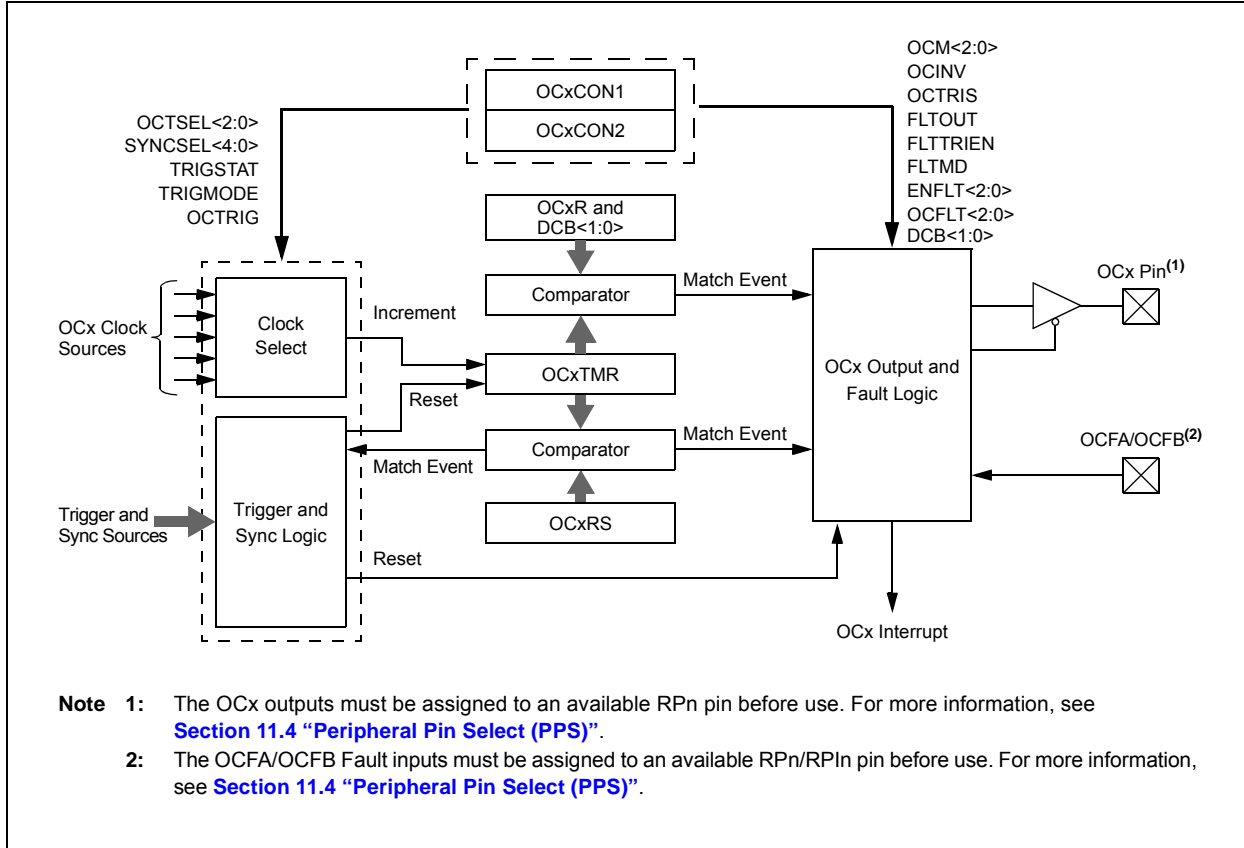 OCxCON1
OCxCON2
OCTSEL<2:0>
SYNCSEL<4:0>
TRIGSTAT
TRIGMODE
OCTRIG
OCM<2:0>
OCINV
OCTRIS
FLTOUT
FLTTRIEN
FLTMD
ENFLT<2:0>
OCFLT<2:0>
DCB<1:0>
OCxR and
DCB<1:0>
OCx Clock
Sources
Clock
Select
Increment
Comparator
Match Event
OCxTMR
Reset
OCx Output and
Fault Logic
OCx Pin(1)
Comparator
Match Event
Match Event
OCFA/OCFB(2)
Trigger and
Sync Sources
Trigger and
Sync Logic
OCxRS
Reset
OCx Interrupt
Note 1: The OCx outputs must be assigned to an available RPn pin before use. For more information, see
Section 11.4 “Peripheral Pin Select (PPS)”.
2: The OCFA/OCFB Fault inputs must be assigned to an available RPn/RPIn pin before use. For more information,
see Section 11.4 “Peripheral Pin Select (PPS)”.